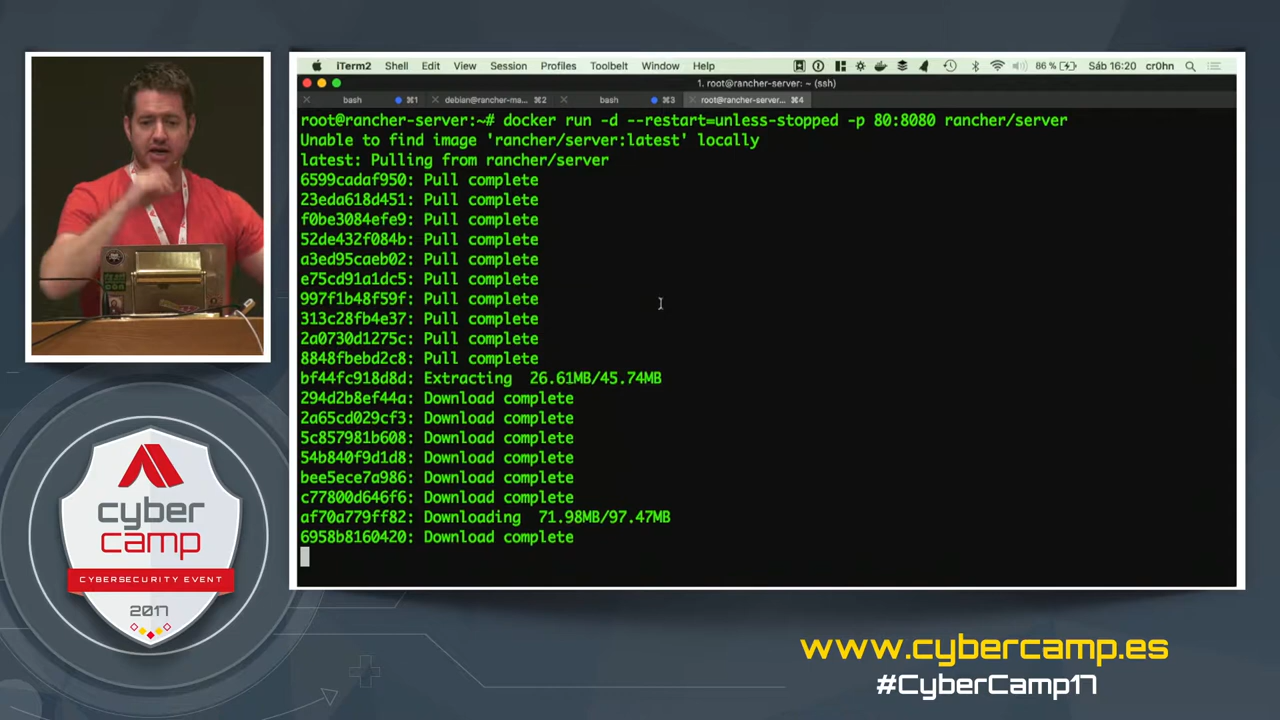 iTerm2 Shell Edit View Session Profiles Toolbelt Window Help 86 % Sáb 16:20 cr0hn
1. root@rancher-server: ~ (ssh)
bash ⌘1 debian@rancher-ma... ⌘2 bash ⌘3 root@rancher-server... ⌘4
root@rancher-server:~# docker run -d --restart=unless-stopped -p 80:8080 rancher/server
Unable to find image 'rancher/server:latest' locally
latest: Pulling from rancher/server
6599cadaf950: Pull complete
23eda618d451: Pull complete
f0be3084efe9: Pull complete
52de432f084b: Pull complete
a3ed95caeb02: Pull complete
e75cd91a1dc5: Pull complete
997f1b48f59f: Pull complete
313c28fb4e37: Pull complete
2a0730d1275c: Pull complete
8848fbebd2c8: Pull complete
bf44fc918d8d: Extracting 26.61MB/45.74MB
294d2b8ef44a: Download complete
2a65cd029cf3: Download complete
5c857981b608: Download complete
54b840f9d1d8: Download complete
bee5ece7a986: Download complete
c77800d646f6: Download complete
af70a779ff82: Downloading 71.98MB/97.47MB
6958b8160420: Download complete
cyber
camp
CYBERSECURITY EVENT
2017
www.cybercamp.es
#CyberCamp17